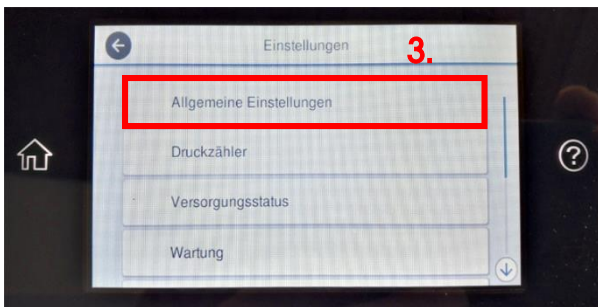 Einstellungen
3.
Allgemeine Einstellungen
Druckzähler
Versorgungsstatus
Wartung